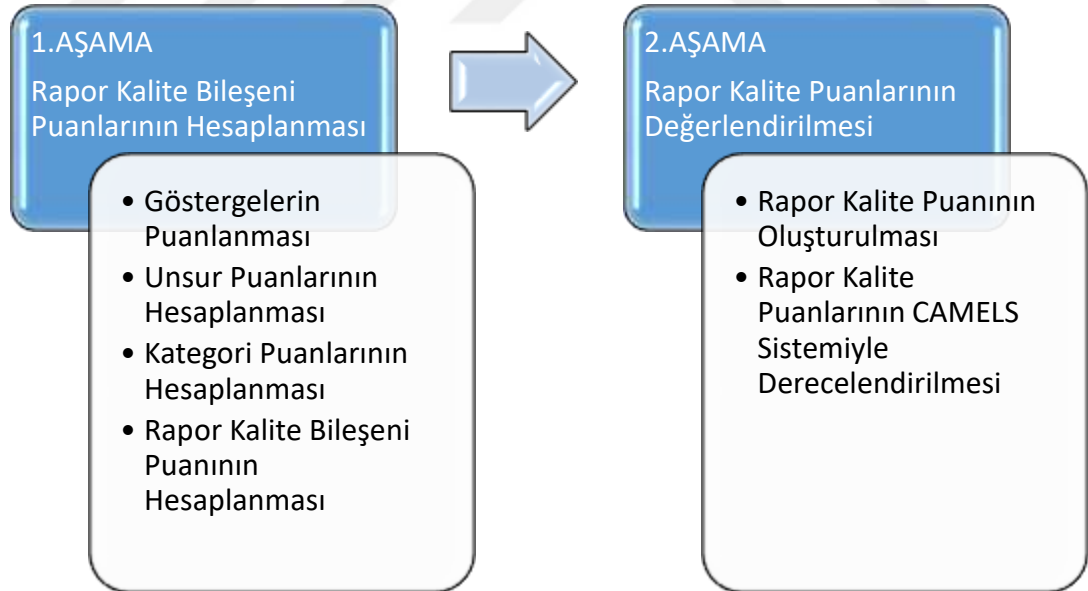 1.AŞAMA
Rapor Kalite Bileşeni
Puanlarının Hesaplanması
• Göstergelerin
Puanlanması
• Unsur Puanlarının
Hesaplanması
• Kategori Puanlarının
Hesaplanması
• Rapor Kalite Bileşeni
Puanının
Hesaplanması
2.AŞAMA
Rapor Kalite Puanlarının
Değerlendirilmesi
• Rapor Kalite Puanının
Oluşturulması
• Rapor Kalite
Puanlarının CAMELS
Sistemiyle
Derecelendirilmesi